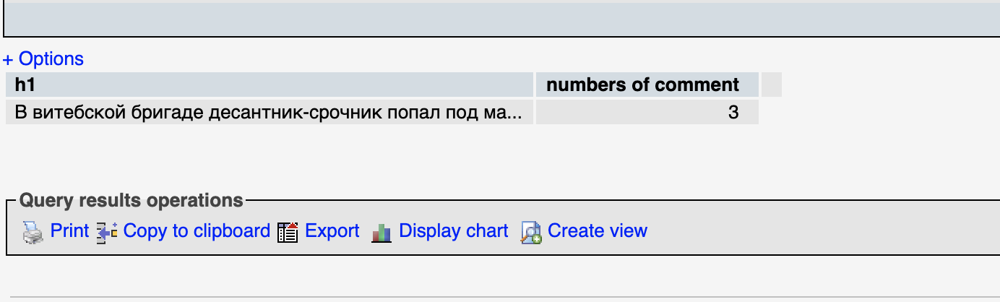 + Options
h1 numbers of comment
В витебской бригаде десантник-срочник попал под ма... 3
Query results operations
Print Copy to clipboard Export Display chart Create view